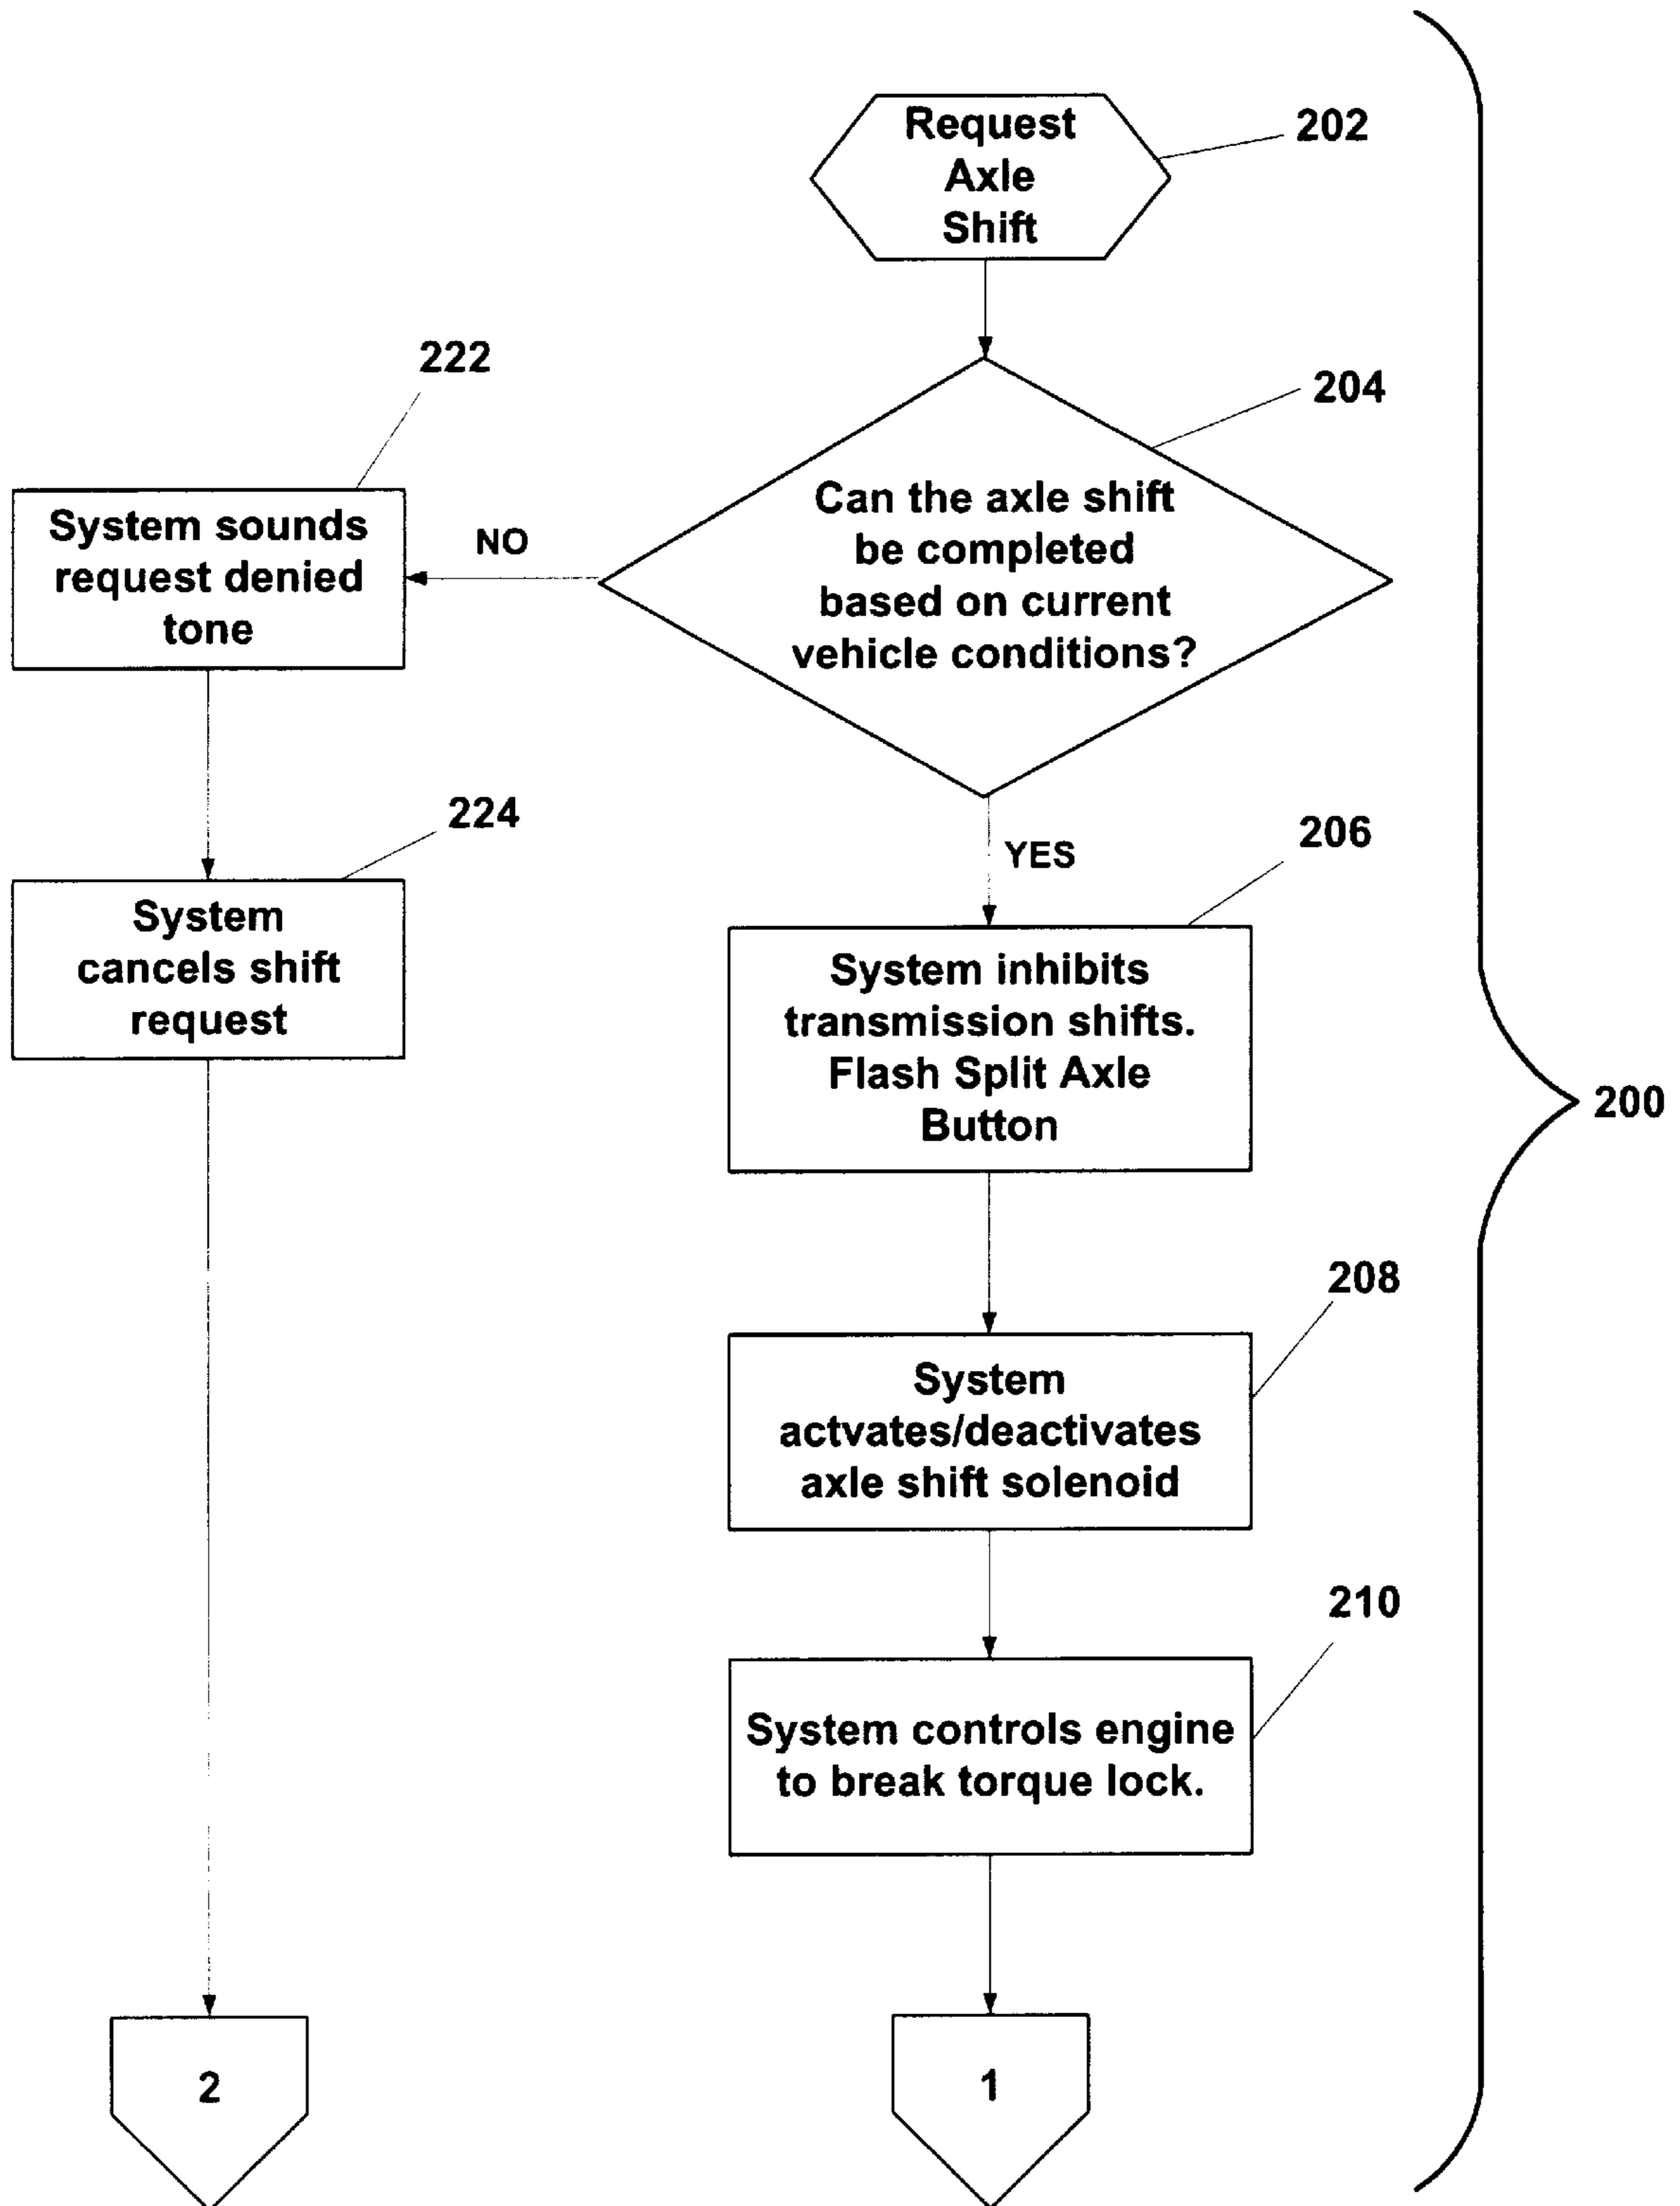 Request
Axle
Shift
202
222
204
System sounds
request denied
tone
NO
Can the axle shift
be completed
based on current
vehicle conditions?
224
YES
206
System
cancels shift
request
System inhibits
transmission shifts.
Flash Split Axle
Button
200
208
System
actvates/deactivates
axle shift solenoid
210
System controls engine
to break torque lock.
2
1